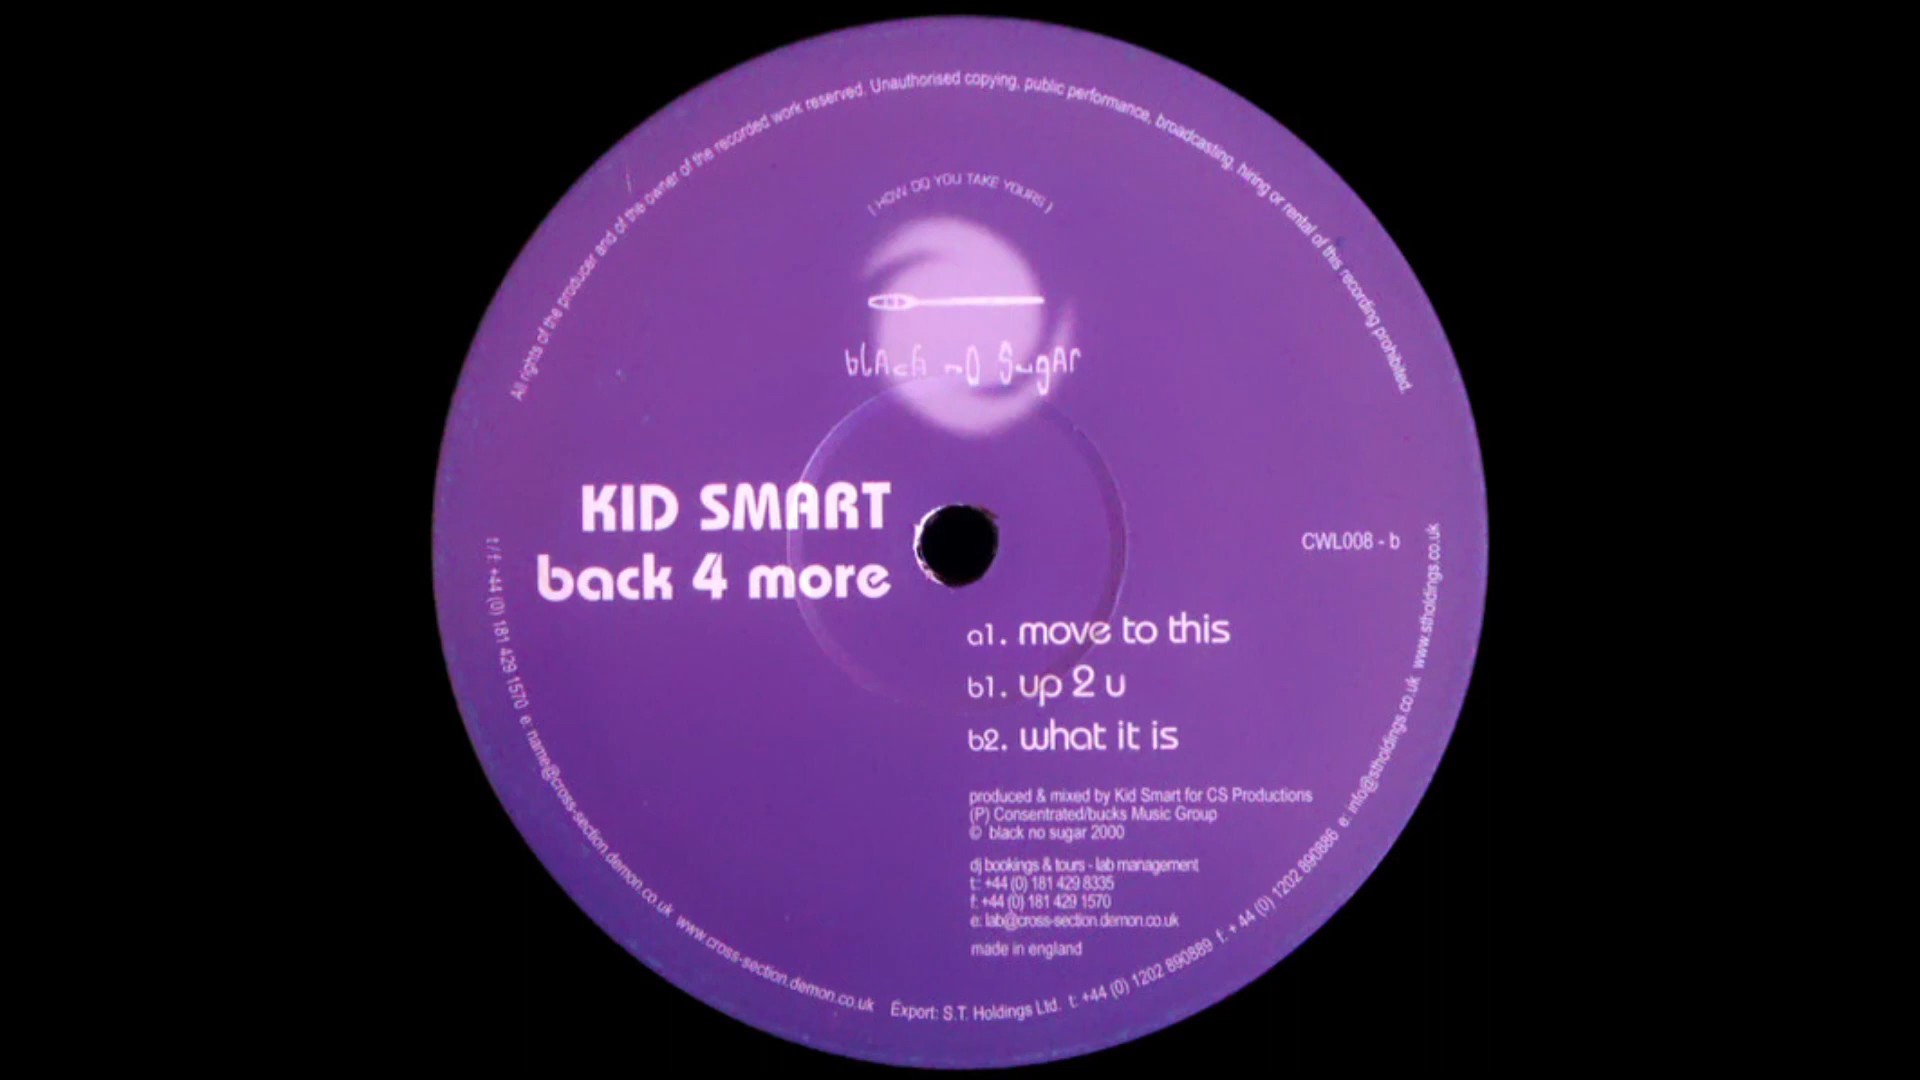 All rights of the producer and of the owner of the recorded work reserved. Unauthorised copying, public performance, broadcasting, hiring or rental of this recording prohibited.
[ HOW DO YOU TAKE YOURS ]
blAck nO SugAr
KID SMART
back 4 more
CWL008 - b
a1. move to this
b1. up 2 u
b2. what it is
produced & mixed by Kid Smart for CS Productions
(P) Consentrated/bucks Music Group
© black no sugar 2000
dj bookings & tours - lab management
t: +44 (0) 181 429 8335
f: +44 (0) 181 429 1570
e: lab@cross-section.demon.co.uk
made in england
t / f: +44 (0) 181 429 1570 e: name@cross-section.demon.co.uk www.cross-section.demon.co.uk Export: S.T. Holdings Ltd. t: +44 (0) 1202 890889 f: + 44 (0) 1202 890886 e: info@stholdings.co.uk www.stholdings.co.uk